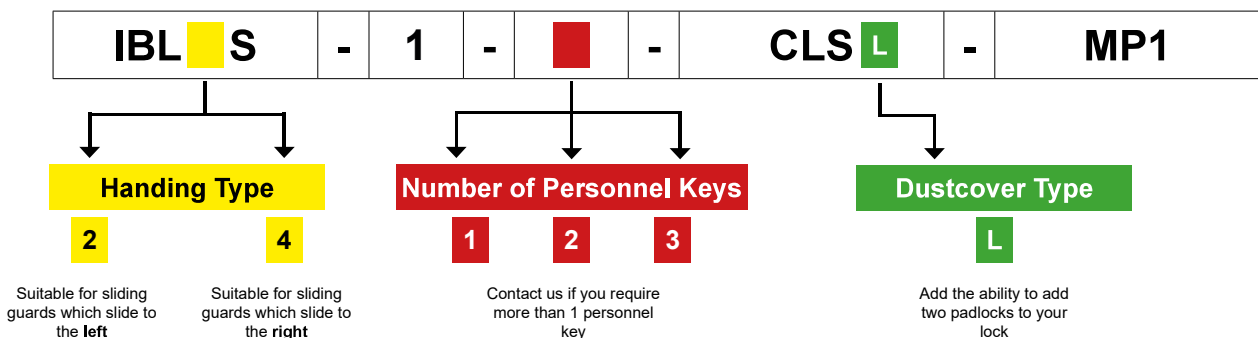 IBL S - 1 - - CLS L - MP1
Handing Type
2 4
Suitable for sliding
guards which slide to
the left
Suitable for sliding
guards which slide to
the right
Number of Personnel Keys
1 2 3
Contact us if you require
more than 1 personnel
key
Dustcover Type
L
Add the ability to add
two padlocks to your
lock